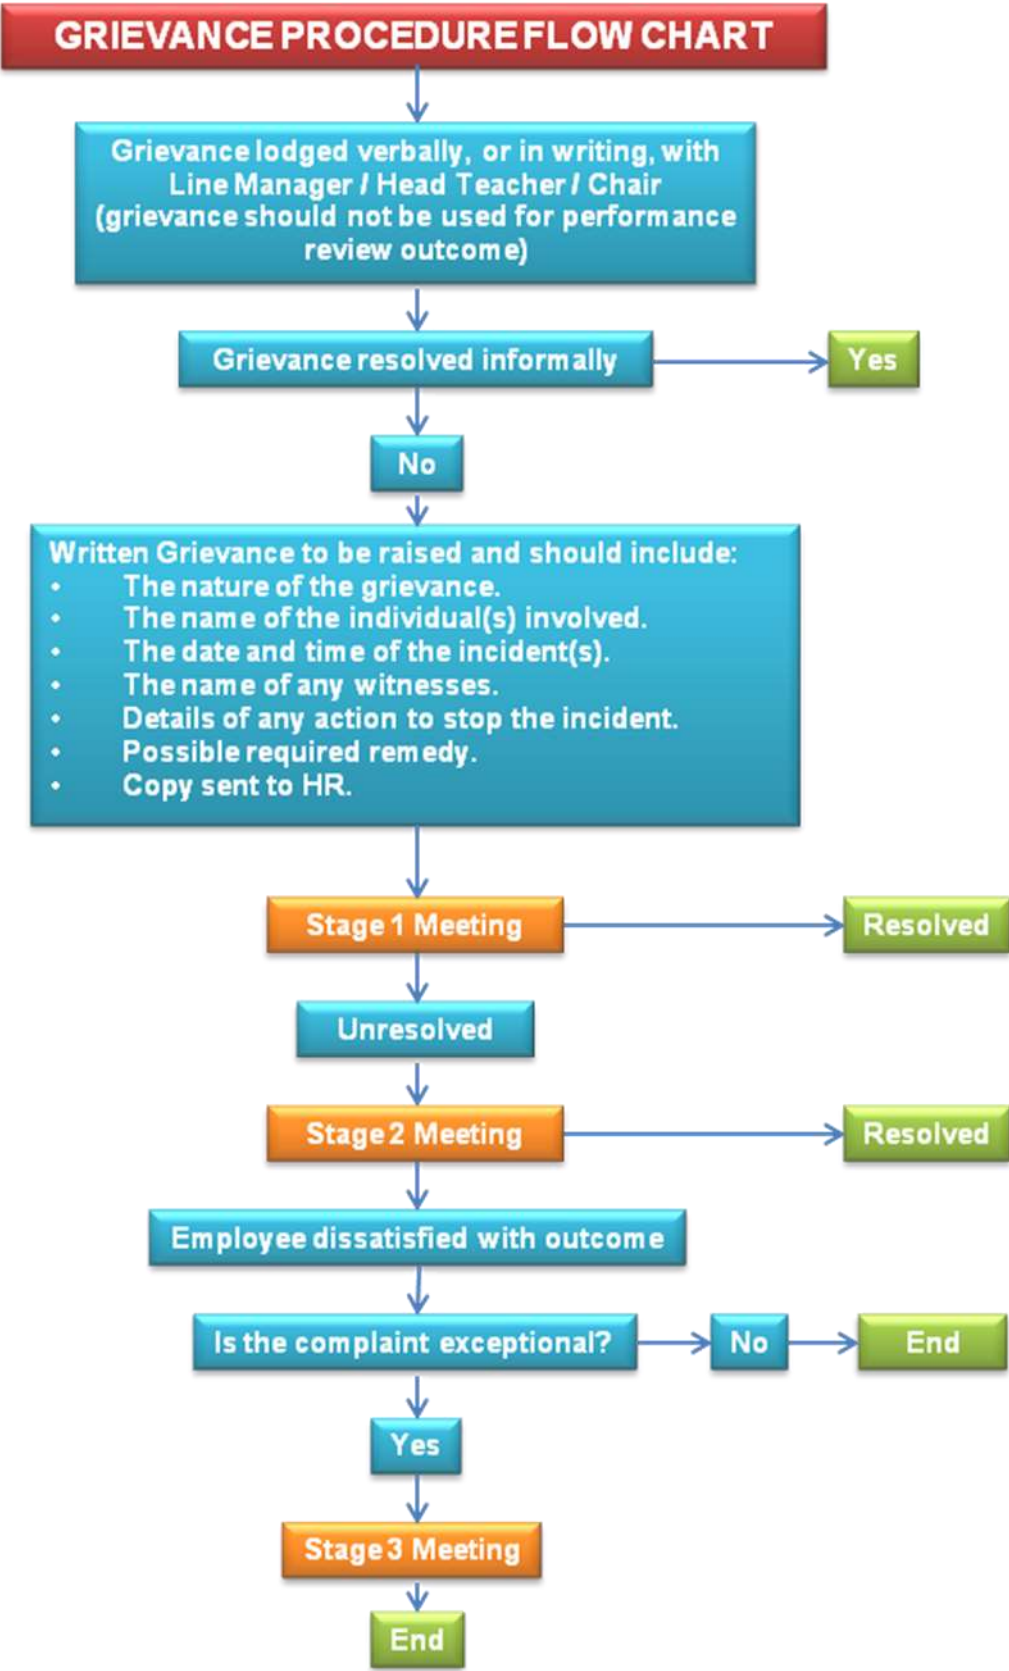 GRIEVANCE PROCEDURE FLOW CHART
Grievance lodged verbally, or in writing, with
Line Manager / Head Teacher / Chair
(grievance should not be used for performance
review outcome)
Grievance resolved informally
Yes
No
Written Grievance to be raised and should include:
• The nature of the grievance.
• The name of the individual(s) involved.
• The date and time of the incident(s).
• The name of any witnesses.
• Details of any action to stop the incident.
• Possible required remedy.
• Copy sent to HR.
Stage 1 Meeting
Resolved
Unresolved
Stage 2 Meeting
Resolved
Employee dissatisfied with outcome
Is the complaint exceptional?
No
End
Yes
Stage 3 Meeting
End